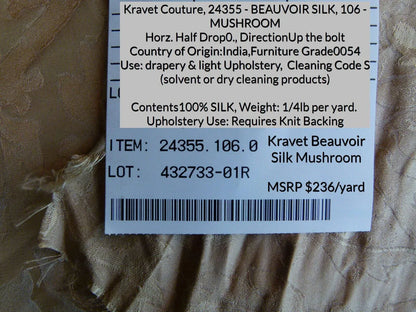 Kravet Couture, 24355 - BEAUVOIR SILK, 106 -
MUSHROOM
Horz. Half Drop0., DirectionUp the bolt
Country of Origin:India,Furniture Grade0054
Use: drapery & light Upholstery, Cleaning Code S
(solvent or dry cleaning products)
Contents100% SILK, Weight: 1/4lb per yard.
Upholstery Use: Requires Knit Backing
ITEM: 24355.106.0
Kravet Beauvoir
Silk Mushroom
LOT: 432733-01R
MSRP $236/yard